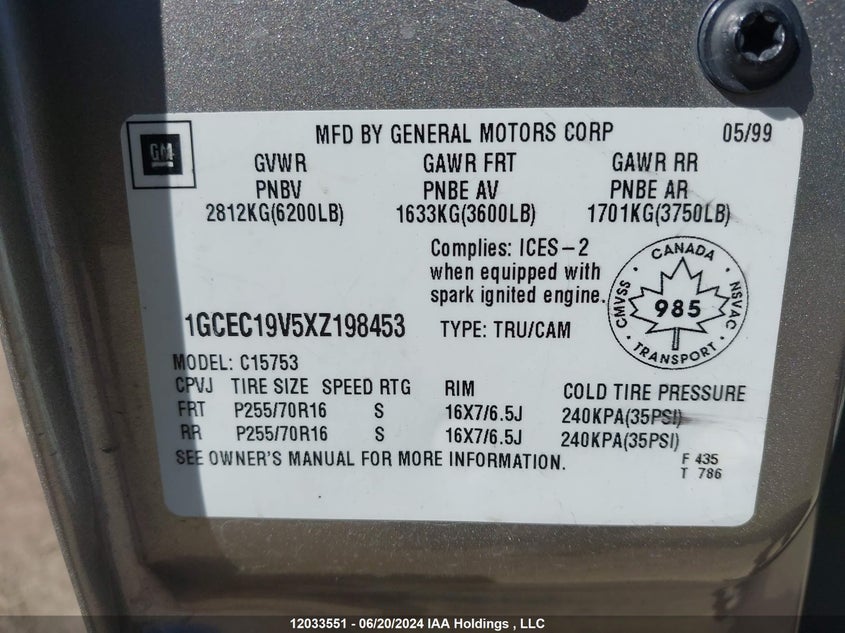 GM
MFD BY GENERAL MOTORS CORP 05/99
GVWR GAWR FRT GAWR RR
PNBV PNBE AV PNBE AR
2812KG(6200LB) 1633KG(3600LB) 1701KG(3750LB)
Complies: ICES-2
when equipped with
spark ignited engine.
CANADA
CMVSS 985 NSVAC
TRANSPORT
1GCEC19V5XZ198453 TYPE: TRU/CAM
MODEL: C15753
CPVJ TIRE SIZE SPEED RTG RIM COLD TIRE PRESSURE
FRT P255/70R16 S 16X7/6.5J 240KPA(35PSI)
RR P255/70R16 S 16X7/6.5J 240KPA(35PSI)
SEE OWNER'S MANUAL FOR MORE INFORMATION.
F 435
T 786
12033551 - 06/20/2024 IAA Holdings , LLC